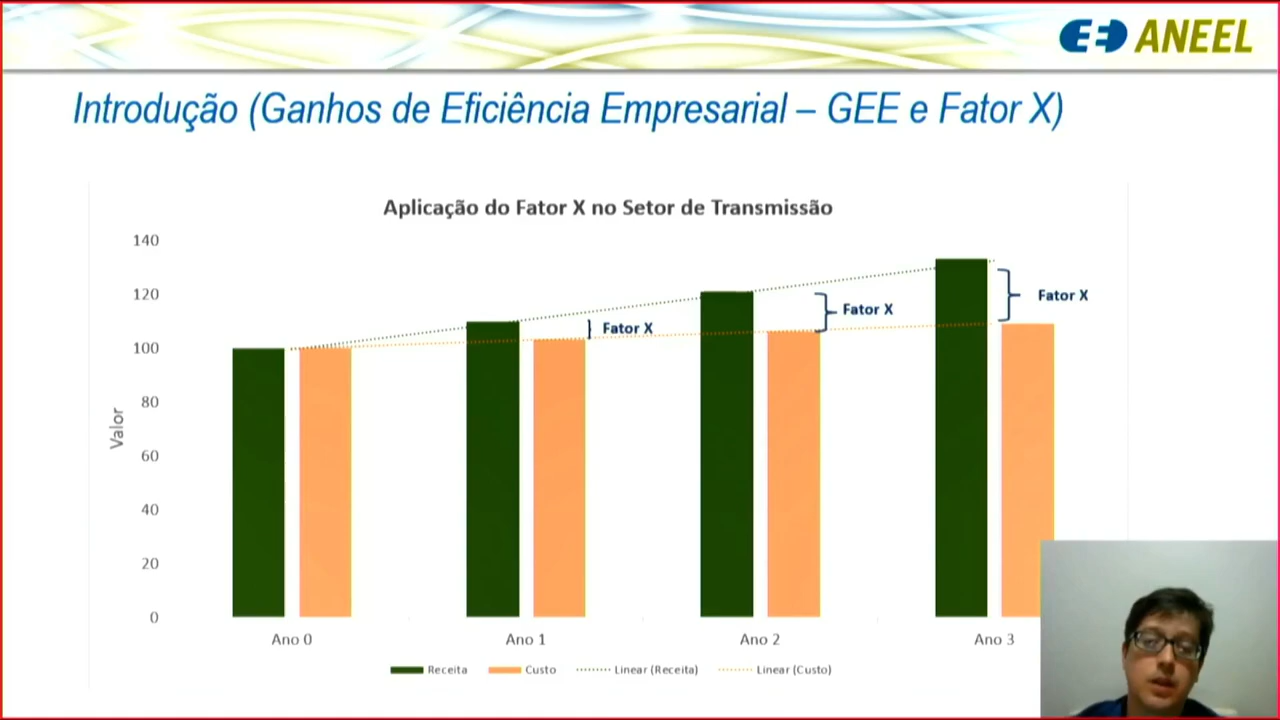 ANEEL
Introdução (Ganhos de Eficiência Empresarial – GEE e Fator X)
Aplicação do Fator X no Setor de Transmissão
140
120
100
80
60
40
20
0
Valor
Fator X
Fator X
Fator X
Ano 0
Ano 1
Ano 2
Ano 3
Receita
Custo
Linear (Receita)
Linear (Custo)